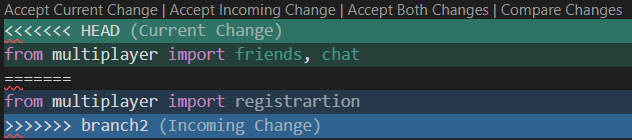 Accept Current Change | Accept Incoming Change | Accept Both Changes | Compare Changes
<<<<<<< HEAD (Current Change)
from multiplayer import friends, chat
=======
from multiplayer import registrartion
>>>>>>> branch2 (Incoming Change)